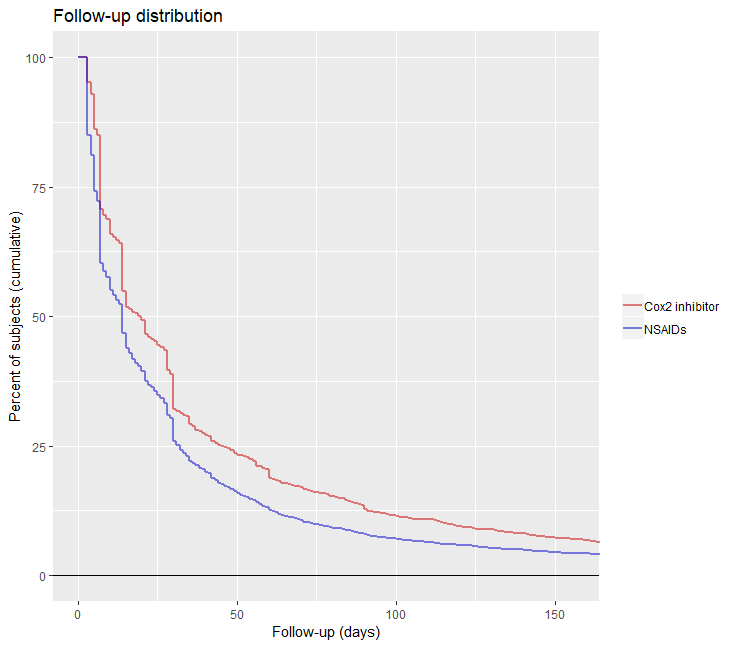 Follow-up distribution
Percent of subjects (cumulative)
100
75
50
25
0
0
50
100
150
Follow-up (days)
Cox2 inhibitor
NSAIDs